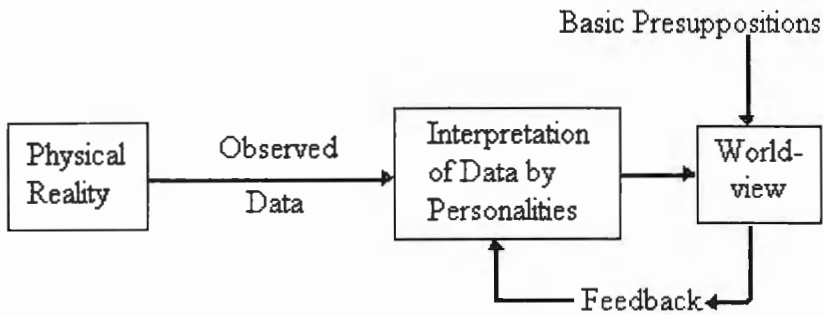 Basic Presuppositions
Physical
Reality
Observed
Data
Interpretation
of Data by
Personalities
World-
view
Feedback